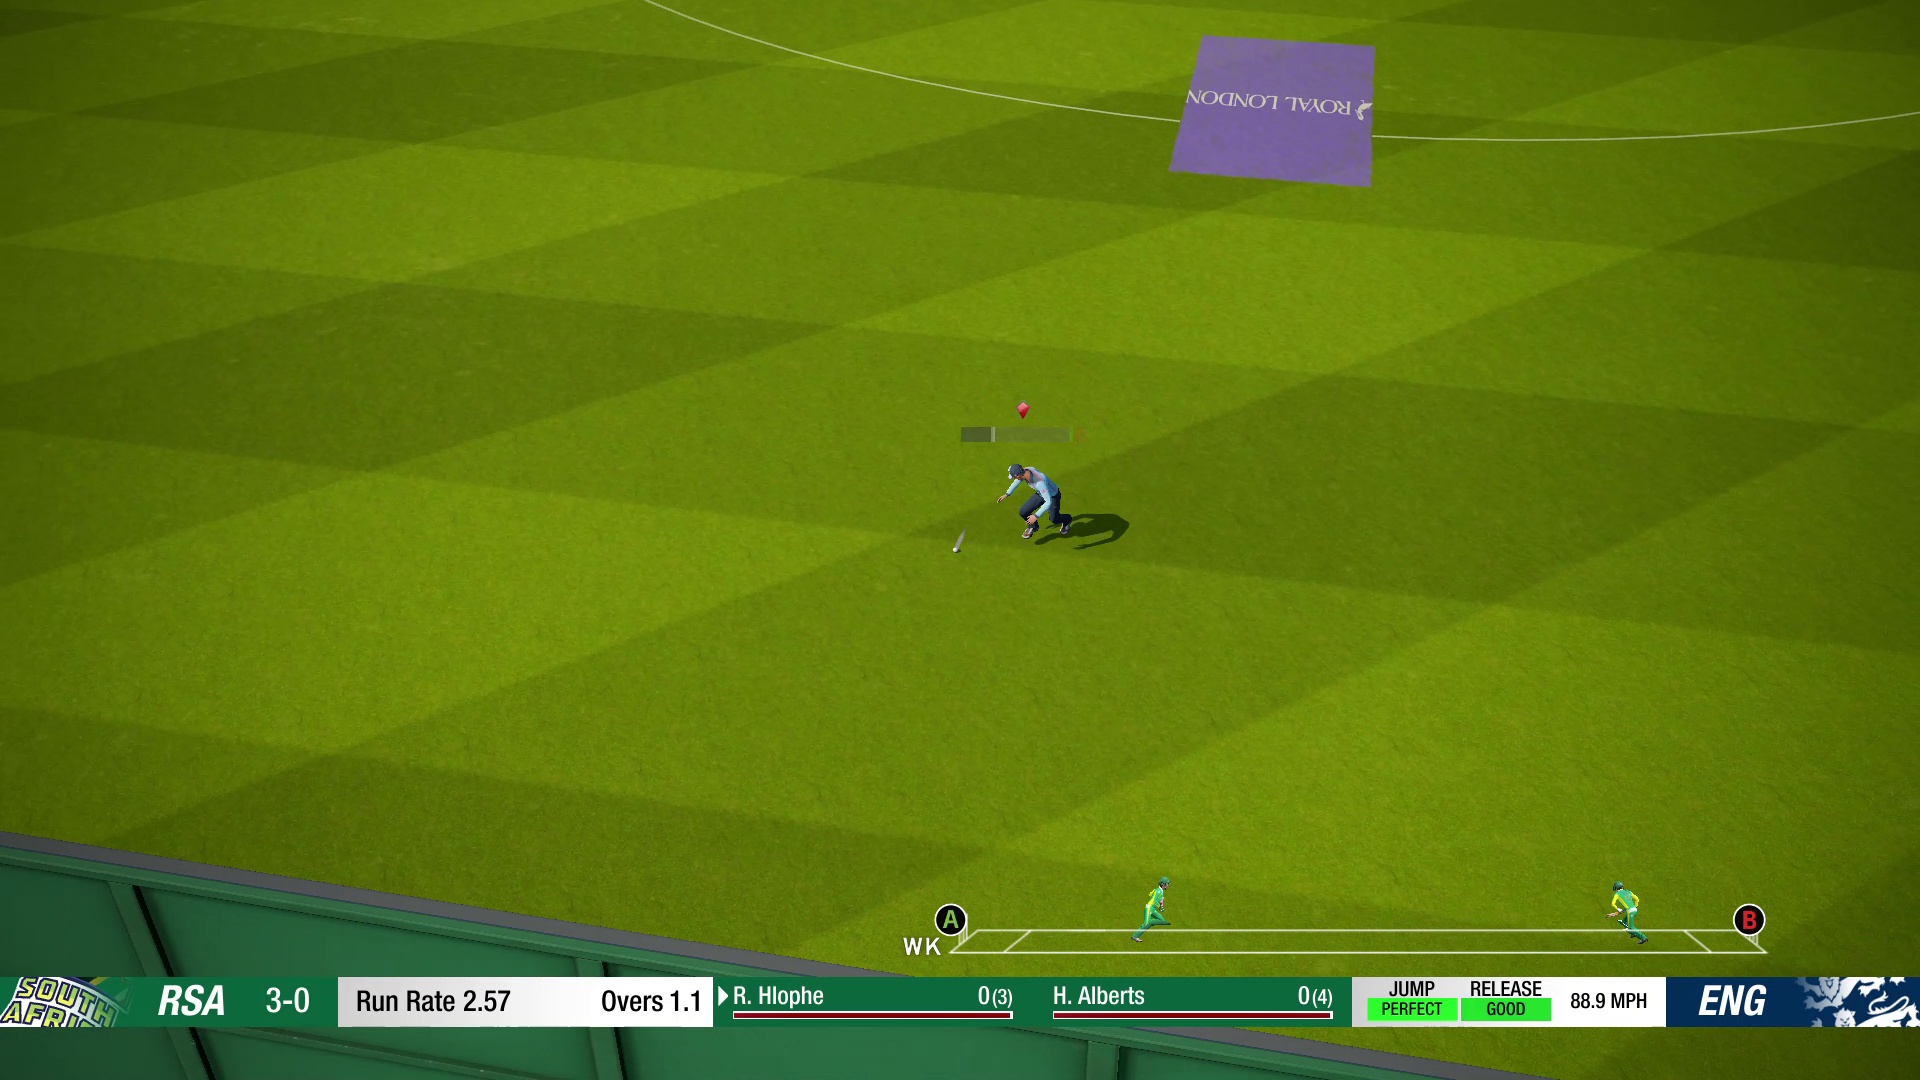 ROYAL LONDON
A
B
WK
SOUTH
AFRI
RSA 3-0
Run Rate 2.57 Overs 1.1
R. Hlophe 0(3)
H. Alberts 0(4)
JUMP
PERFECT
RELEASE
GOOD
88.9 MPH
ENG